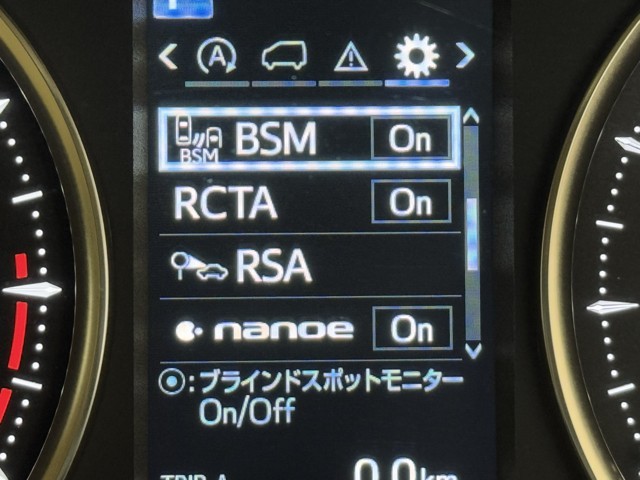 A
BSM BSM On
RCTA On
RSA
nanoe On
:ブラインドスポットモニター
On/Off
TRIP A 0.0km